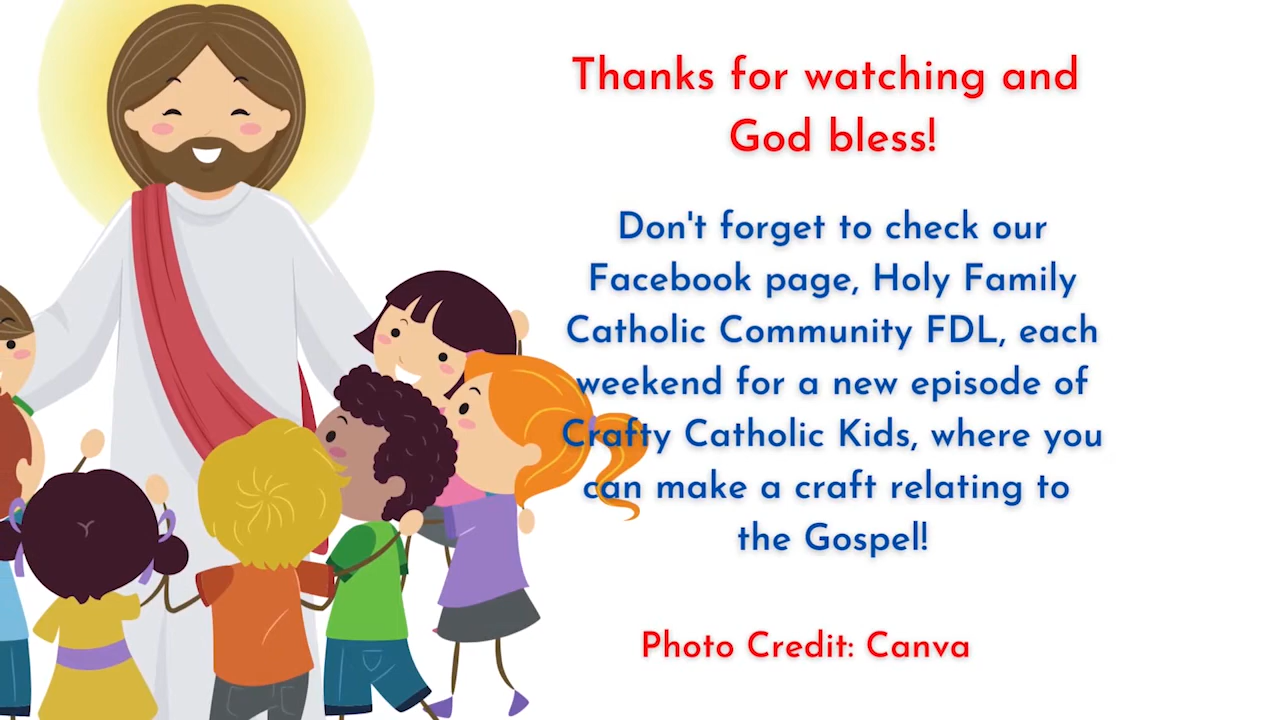 Thanks for watching and
God bless!
Don't forget to check our
Facebook page, Holy Family
Catholic Community FDL, each
weekend for a new episode of
Crafty Catholic Kids, where you
can make a craft relating to
the Gospel!
Photo Credit: Canva